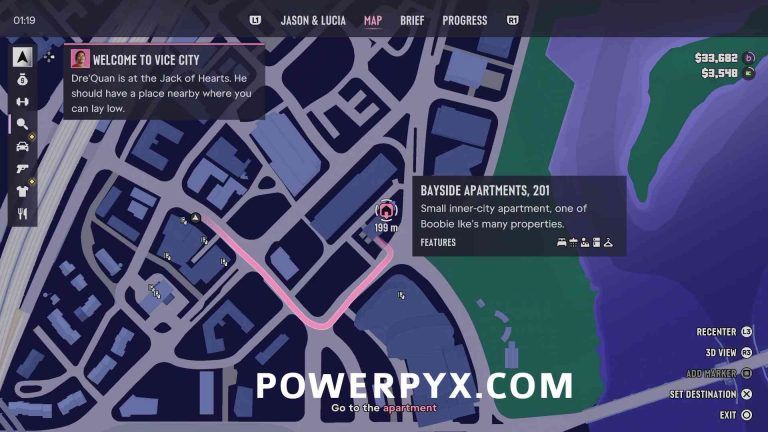 01:19
L1
JASON & LUCIA
MAP
BRIEF
PROGRESS
R1
WELCOME TO VICE CITY
Dre'Quan is at the Jack of Hearts. He
should have a place nearby where you
can lay low.
$33,682
$3,548
BAYSIDE APARTMENTS, 201
Small inner-city apartment, one of
Boobie Ike's many properties.
FEATURES
199 m
RECENTER L3
3D VIEW R3
ADD MARKER
SET DESTINATION
EXIT
POWERPYX.COM
Go to the apartment